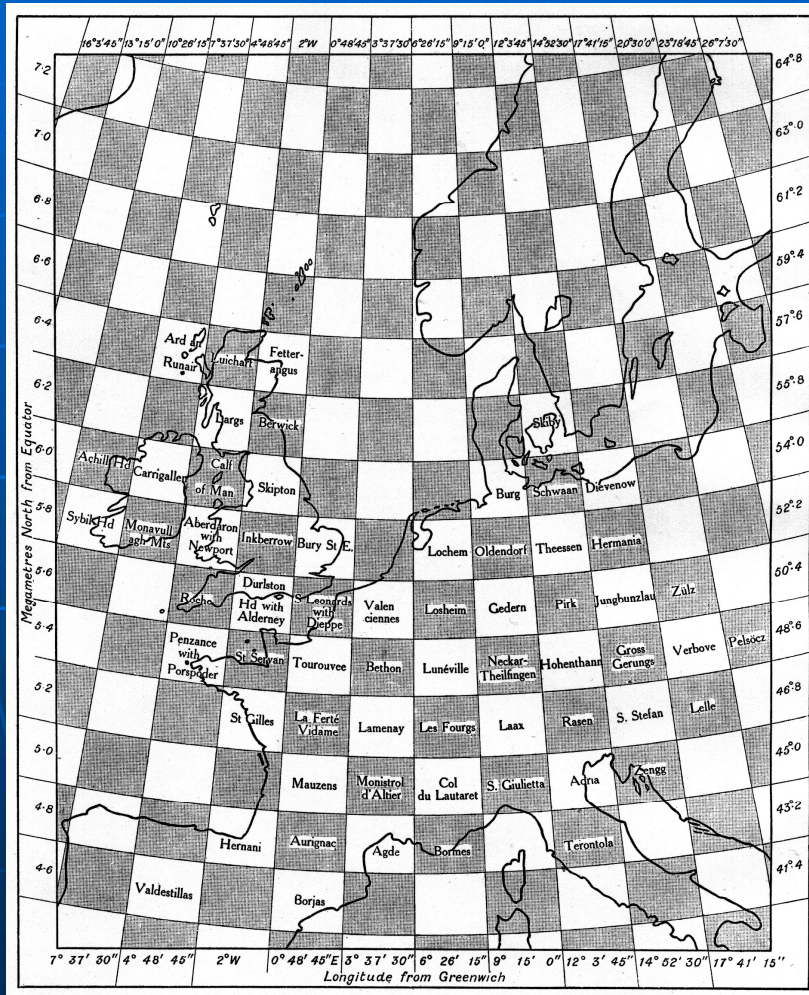 16°3'45" 13°15'0" 10°26'15" 7°37'30" 4°48'45" 2°W 0°48'45" 3°37'30" 6°26'15" 9°15'0" 12°3'45" 14°52'30" 17°41'15" 20°30'0" 23°18'45" 26°7'30"
7·2
64°·8
7·0
63°·0
6·8
61°·2
6·6
59°·4
6·4
57°·6
Ard an
Runair
Luichart
Fetter-
angus
6·2
55°·8
Largs
Berwick
Skiby
6·0
54°·0
Achill Hd
Carrigallen
Calf
of Man
Skipton
Burg
Schwaan
Dievenow
5·8
52°·2
Sybil Hd
Monavull
agh Mts
Aberdaron
with
Newport
Inkberrow
Bury St E.
Lochem
Oldendorf
Theessen
Hermania
5·6
50°·4
Roche
Durlston
Hd with
Alderney
S Leonards
with
Dieppe
Valen
ciennes
Losheim
Gedern
Pirk
Jungbunzlau
Zülz
5·4
48°·6
Penzance
with
Porspoder
St Servan
Tourouvee
Bethon
Lunéville
Neckar-
Theilfingen
Hohenthann
Gross
Gerungs
Verbove
Pelsöcz
5·2
46°·8
St Gilles
La Ferté
Vidame
Lamenay
Les Fourgs
Laax
Rasen
S. Stefan
Lelle
5·0
45°·0
Mauzens
Monistrol
d'Altier
Col
du Lautaret
S. Giulietta
Adria
Zengg
4·8
43°·2
Hernani
Aurignac
Agde
Bormes
Terontola
4·6
41°·4
Valdestillas
Borjas
7° 37' 30" 4° 48' 45" 2°W 0° 48' 45"E 3° 37' 30" 6° 26' 15" 9° 15' 0" 12° 3' 45" 14° 52' 30" 17° 41' 15"
Longitude from Greenwich
Megametres North from Equator